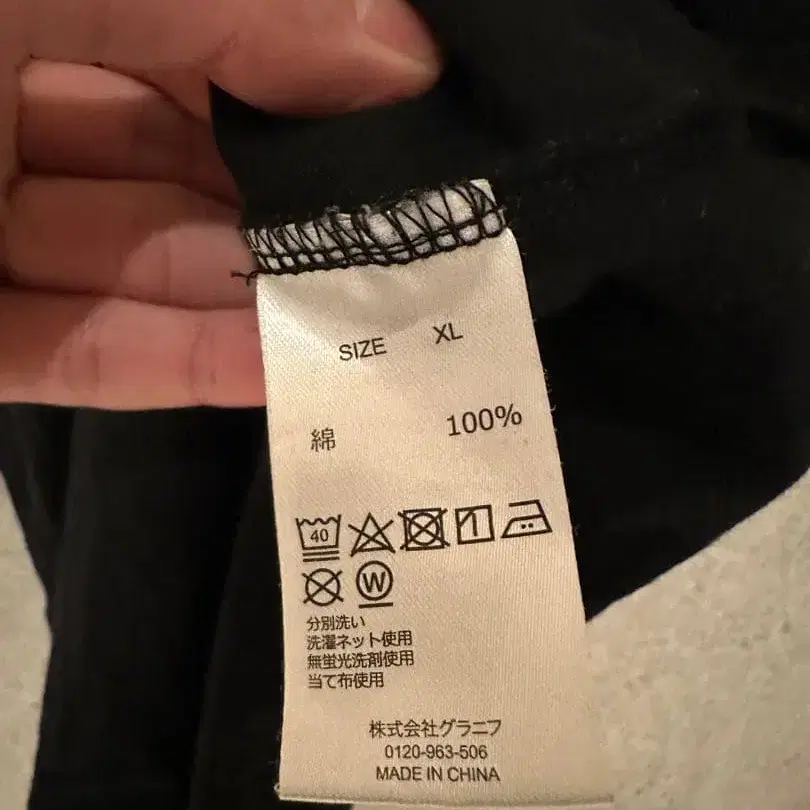 SIZE XL
綿 100%
40
W
分別洗い
洗濯ネット使用
無蛍光洗剤使用
当て布使用
株式会社グラニフ
0120-963-506
MADE IN CHINA